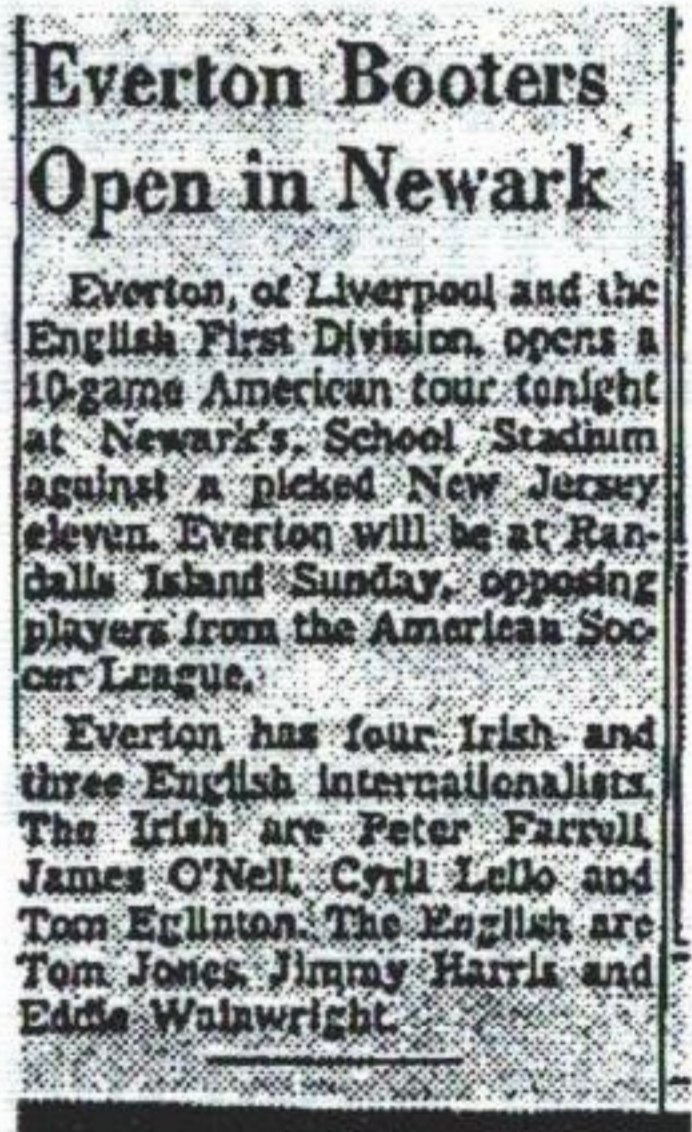 Everton Booters
Open in Newark
Everton, of Liverpool and the
English First Division, opens a
10-game American tour tonight
at Newark's, School Stadium
against a picked New Jersey
eleven. Everton will be at Ran-
dalls Island Sunday, opposing
players from the American Soc-
cer League.
Everton has four Irish and
three English internationalists.
The Irish are Peter Farrell,
James O'Neil, Cyril Lello and
Tom Eglinton. The English are
Tom Jones, Jimmy Harris and
Eddie Wainwright.